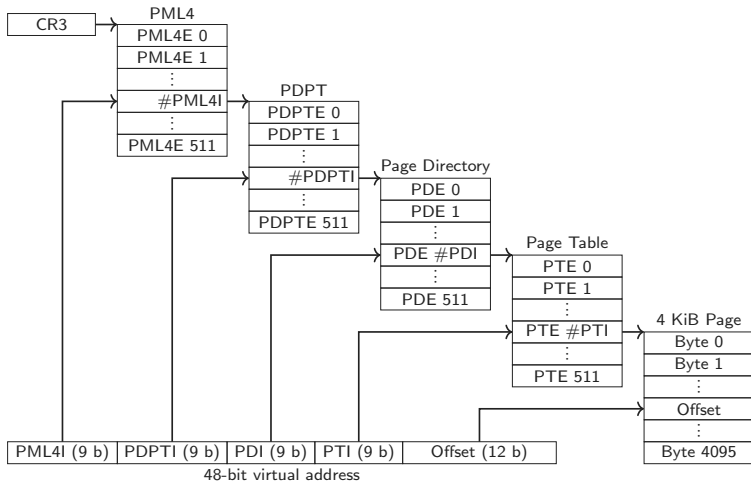 CR3
PML4
PML4E 0
PML4E 1
⋮
#PML4I
⋮
PML4E 511
PDPT
PDPTE 0
PDPTE 1
⋮
#PDPTI
⋮
PDPTE 511
Page Directory
PDE 0
PDE 1
⋮
PDE #PDI
⋮
PDE 511
Page Table
PTE 0
PTE 1
⋮
PTE #PTI
⋮
PTE 511
4 KiB Page
Byte 0
Byte 1
⋮
Offset
⋮
Byte 4095
PML4I (9 b) PDPTI (9 b) PDI (9 b) PTI (9 b) Offset (12 b)
48-bit virtual address